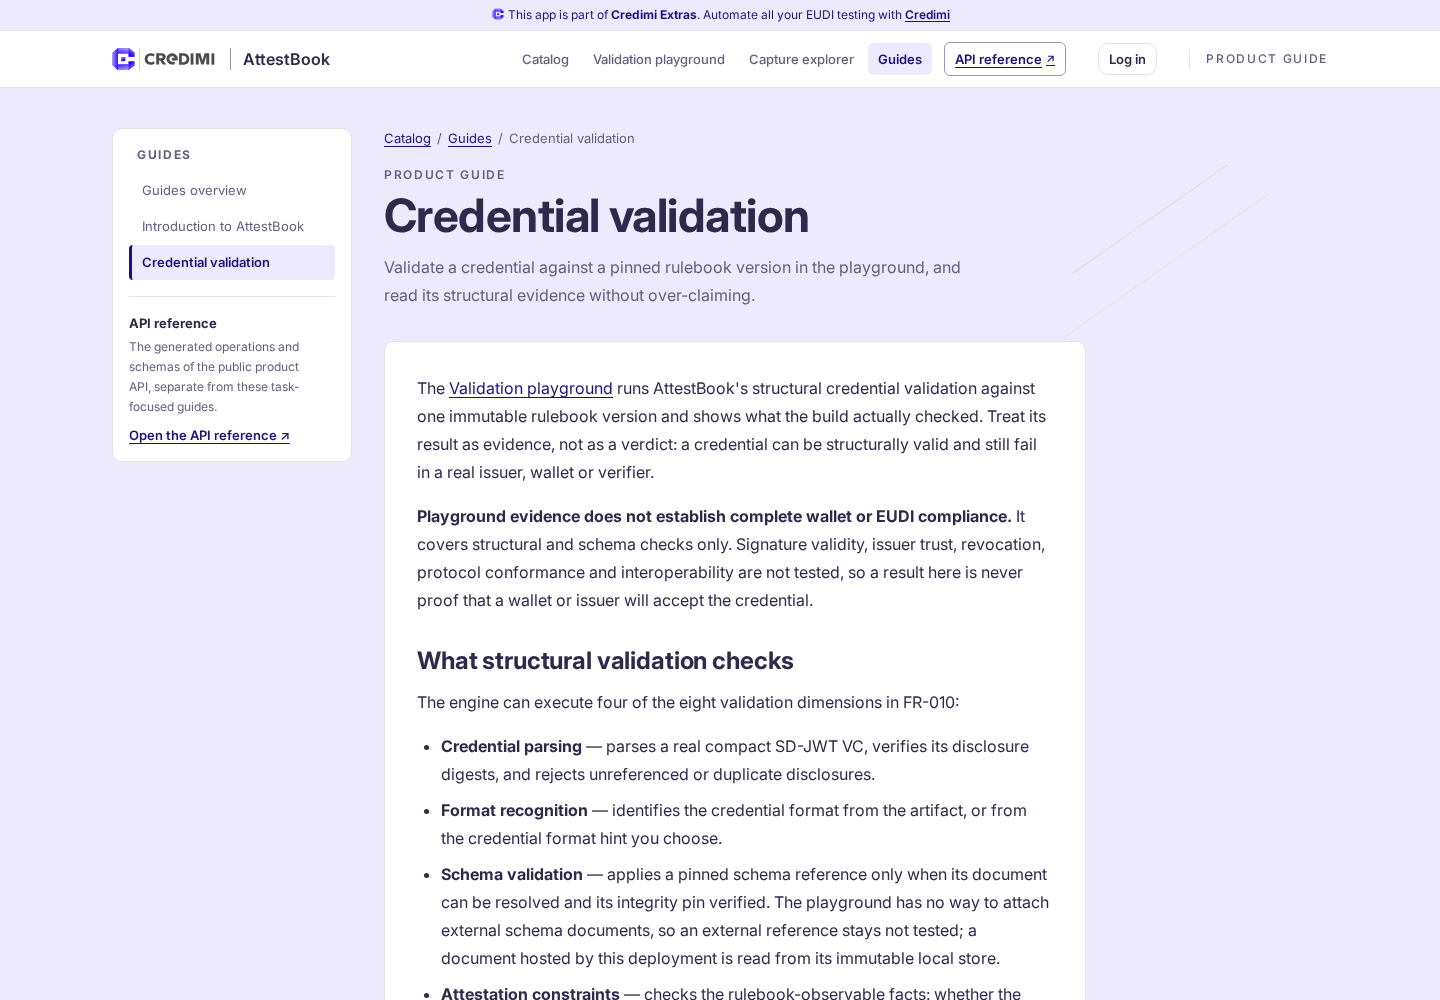 This app is part of Credimi Extras. Automate all your EUDI testing with Credimi
CREDIMI
AttestBook
Catalog
Validation playground
Capture explorer
Guides
API reference ↗
Log in
PRODUCT GUIDE
GUIDES
Guides overview
Introduction to AttestBook
Credential validation
API reference
The generated operations and
schemas of the public product
API, separate from these task-
focused guides.
Open the API reference ↗
Catalog / Guides / Credential validation
PRODUCT GUIDE
Credential validation
Validate a credential against a pinned rulebook version in the playground, and
read its structural evidence without over-claiming.
The Validation playground runs AttestBook's structural credential validation against
one immutable rulebook version and shows what the build actually checked. Treat its
result as evidence, not as a verdict: a credential can be structurally valid and still fail
in a real issuer, wallet or verifier.
Playground evidence does not establish complete wallet or EUDI compliance. It
covers structural and schema checks only. Signature validity, issuer trust, revocation,
protocol conformance and interoperability are not tested, so a result here is never
proof that a wallet or issuer will accept the credential.
What structural validation checks
The engine can execute four of the eight validation dimensions in FR-010:
• Credential parsing — parses a real compact SD-JWT VC, verifies its disclosure
digests, and rejects unreferenced or duplicate disclosures.
• Format recognition — identifies the credential format from the artifact, or from
the credential format hint you choose.
• Schema validation — applies a pinned schema reference only when its document
can be resolved and its integrity pin verified. The playground has no way to attach
external schema documents, so an external reference stays not tested; a
document hosted by this deployment is read from its immutable local store.
• Attestation constraints — checks the rulebook-observable facts: whether the